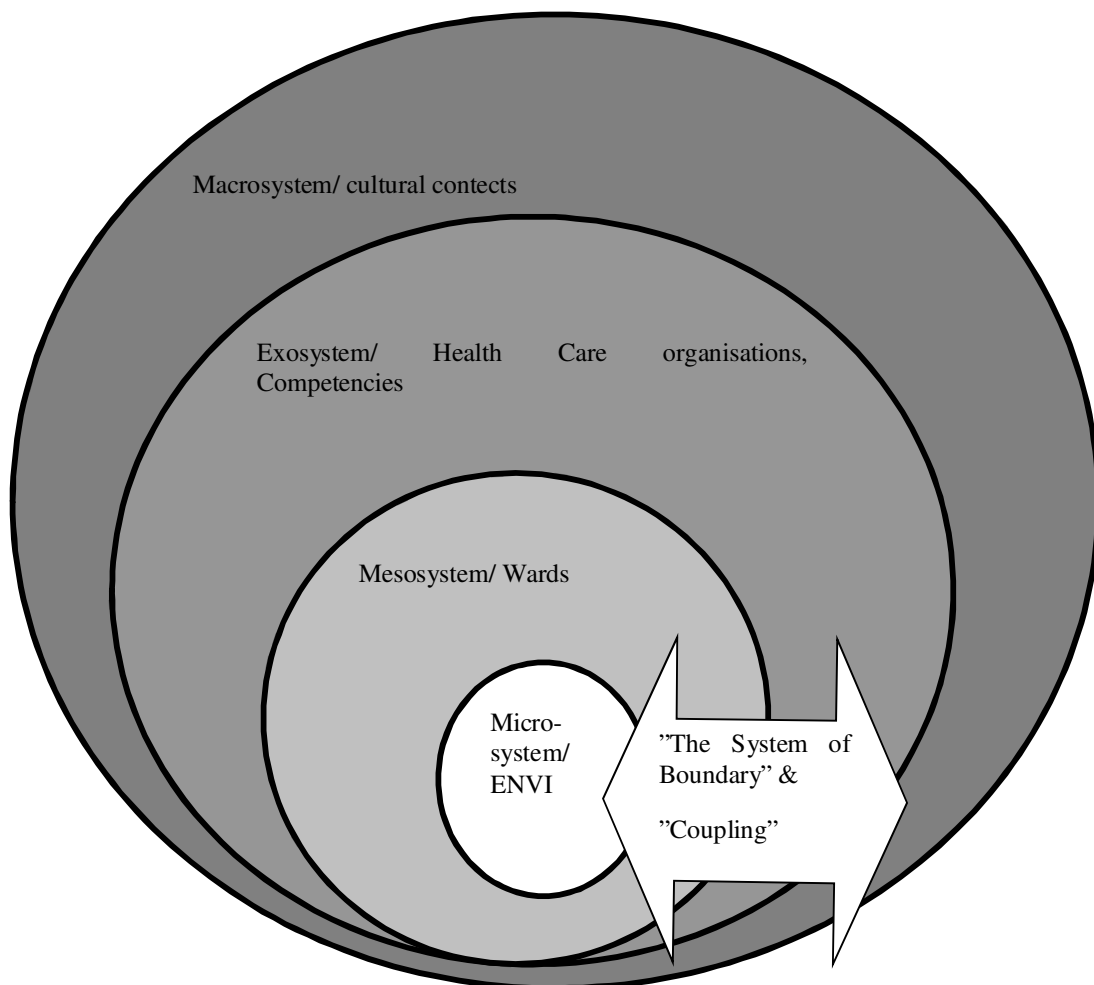 Macrosystem/ cultural contects
Exosystem/ Health Care organisations,
Competencies
Mesosystem/ Wards
Micro-
system/
ENVI
”The System of
Boundary” &
”Coupling”